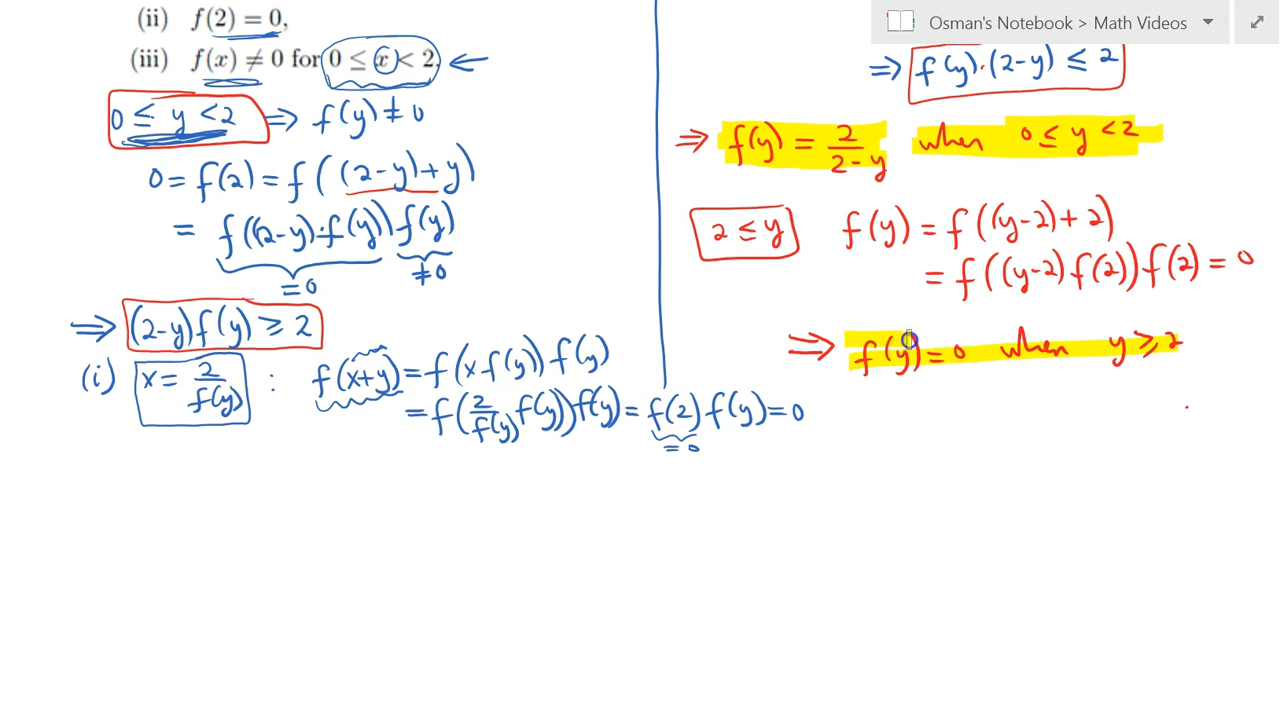 (ii) f(2) = 0,
(iii) f(x) ≠ 0 for 0 ≤ x < 2.
0 ≤ y < 2 ⇒ f(y) ≠ 0
0 = f(2) = f((2-y)+y)
= f((2-y)·f(y)) f(y)
=0 ≠0
⇒ (2-y)f(y) ≥ 2
(i) x = 2/f(y) : f(x+y) = f(x·f(y)) f(y)
= f(2/f(y) f(y)) f(y) = f(2) f(y) = 0
= 0
Osman's Notebook > Math Videos
⇒ f(y)·(2-y) ≤ 2
⇒ f(y) = 2/(2-y) when 0 ≤ y < 2
2 ≤ y f(y) = f((y-2)+2)
= f((y-2) f(2)) f(2) = 0
⇒ f(y) = 0 when y ≥ 2